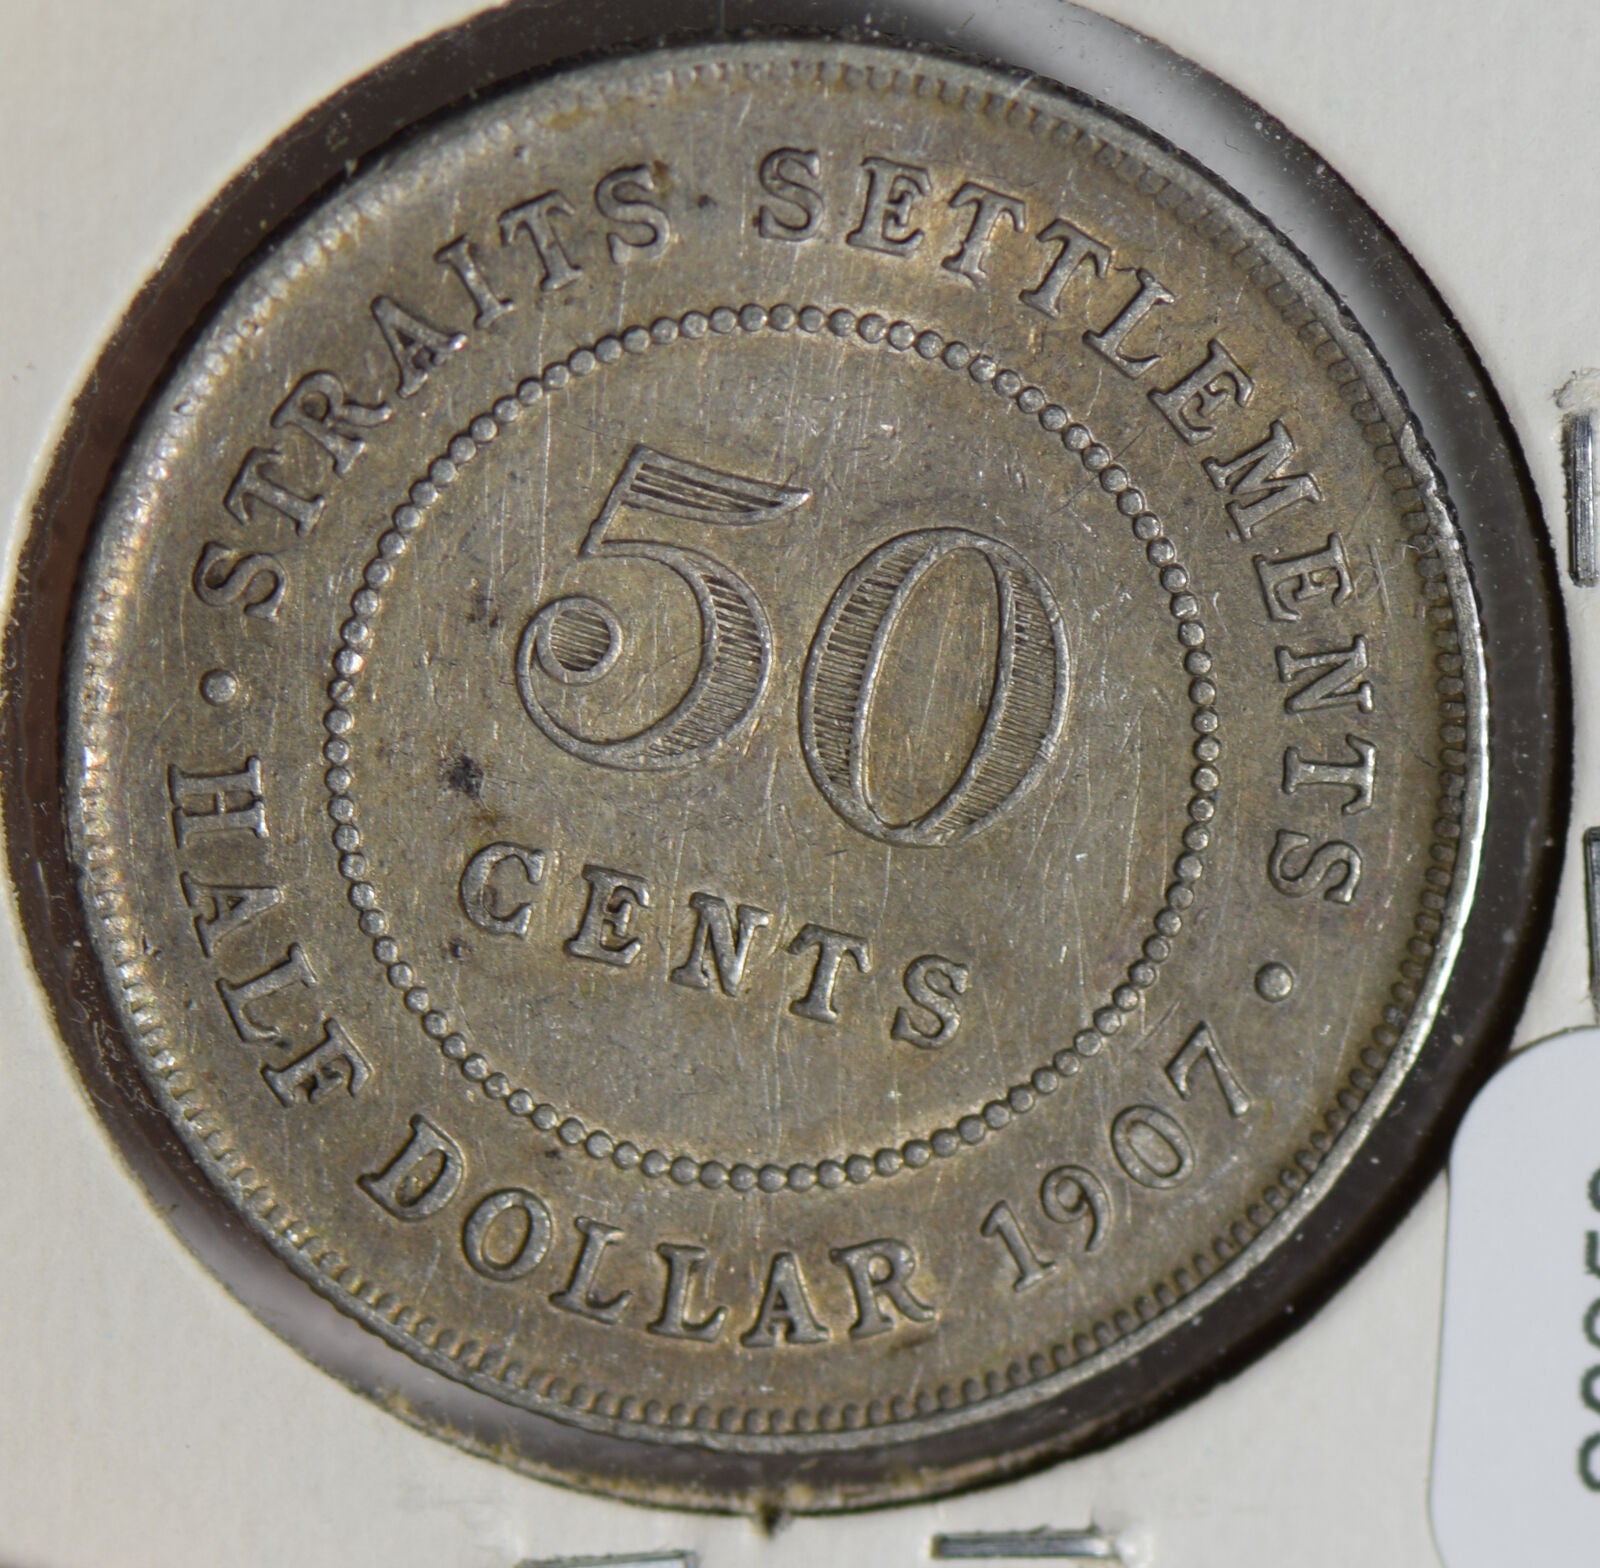 STRAITS SETTLEMENTS
50
CENTS
HALF DOLLAR 1907